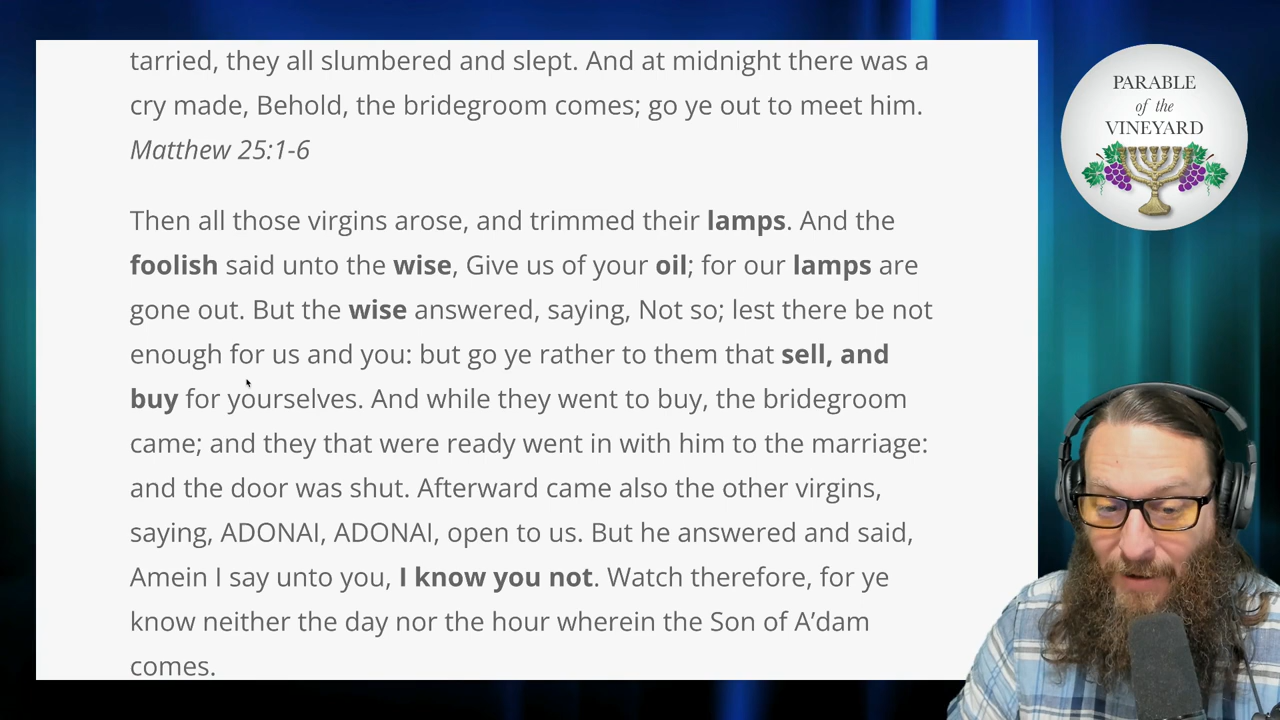 tarried, they all slumbered and slept. And at midnight there was a
cry made, Behold, the bridegroom comes; go ye out to meet him.
Matthew 25:1-6
Then all those virgins arose, and trimmed their lamps. And the
foolish said unto the wise, Give us of your oil; for our lamps are
gone out. But the wise answered, saying, Not so; lest there be not
enough for us and you: but go ye rather to them that sell, and
buy for yourselves. And while they went to buy, the bridegroom
came; and they that were ready went in with him to the marriage:
and the door was shut. Afterward came also the other virgins,
saying, ADONAI, ADONAI, open to us. But he answered and said,
Amein I say unto you, I know you not. Watch therefore, for ye
know neither the day nor the hour wherein the Son of A’dam
comes.
PARABLE
of the
VINEYARD